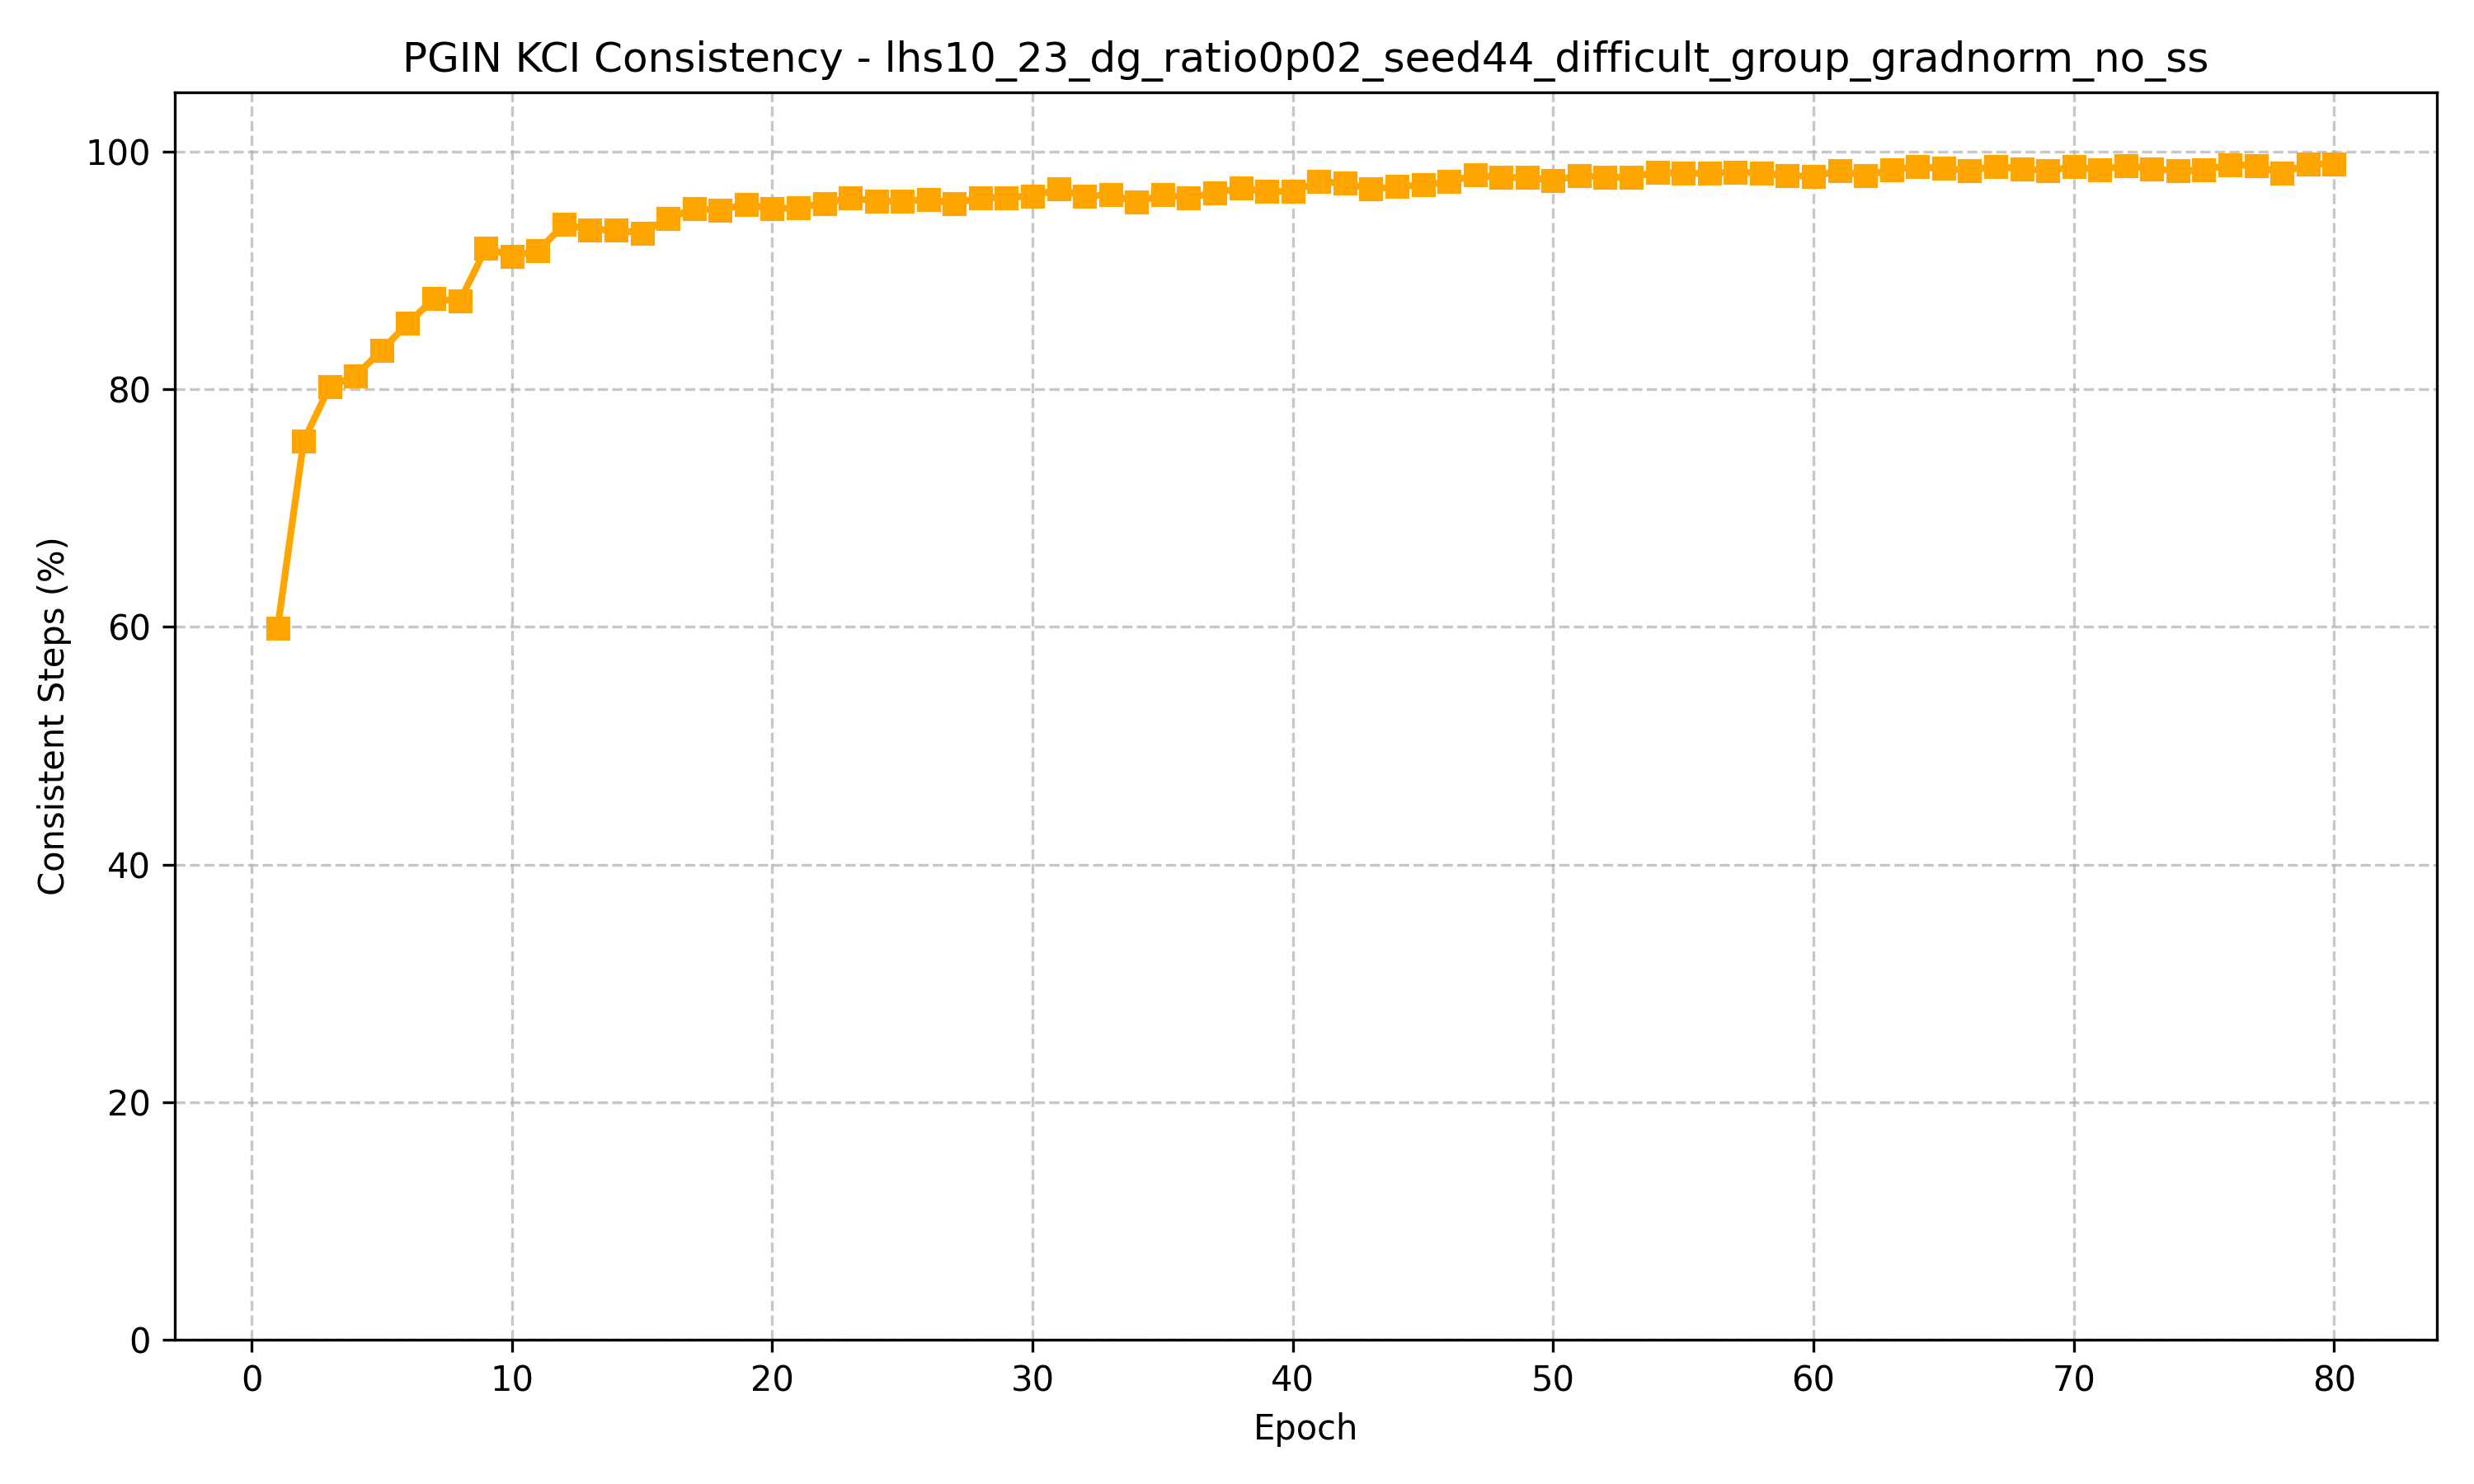 PGIN KCI Consistency - lhs10_23_dg_ratio0p02_seed44_difficult_group_gradnorm_no_ss
Consistent Steps (%)
100
80
60
40
20
0
0 10 20 30 40 50 60 70 80
Epoch